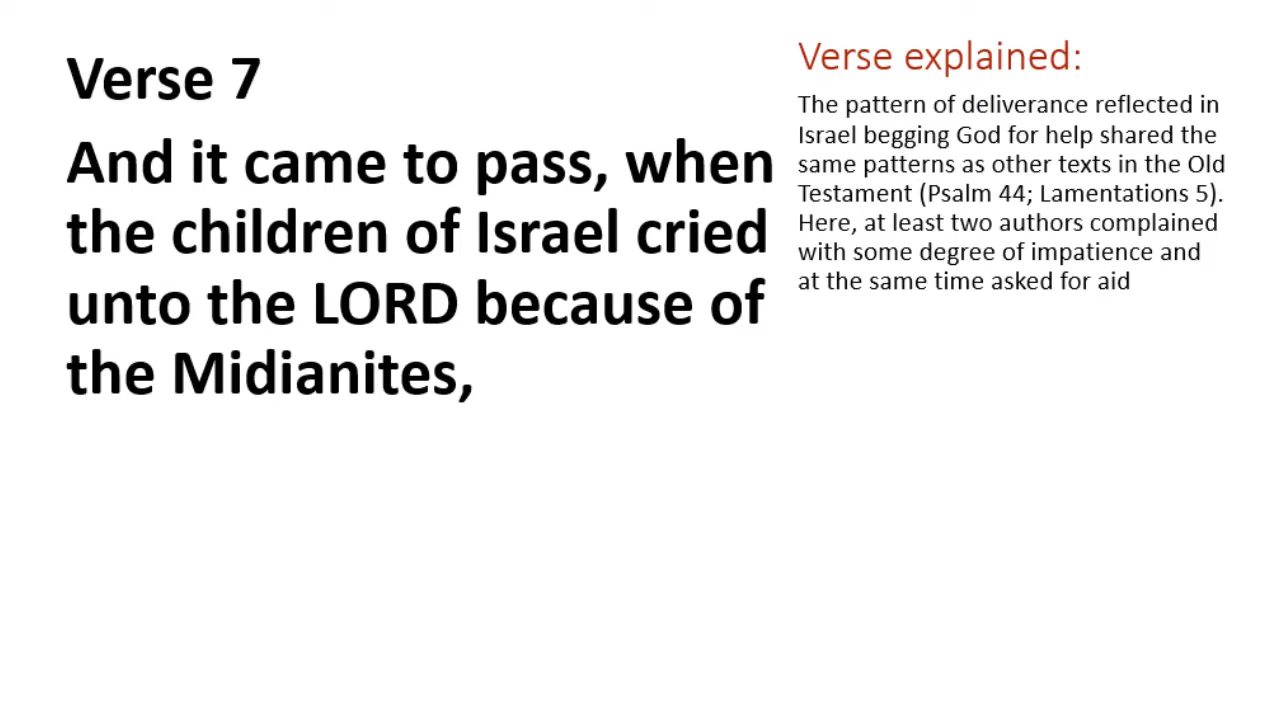 Verse 7
And it came to pass, when
the children of Israel cried
unto the LORD because of
the Midianites,
Verse explained:
The pattern of deliverance reflected in
Israel begging God for help shared the
same patterns as other texts in the Old
Testament (Psalm 44; Lamentations 5).
Here, at least two authors complained
with some degree of impatience and
at the same time asked for aid